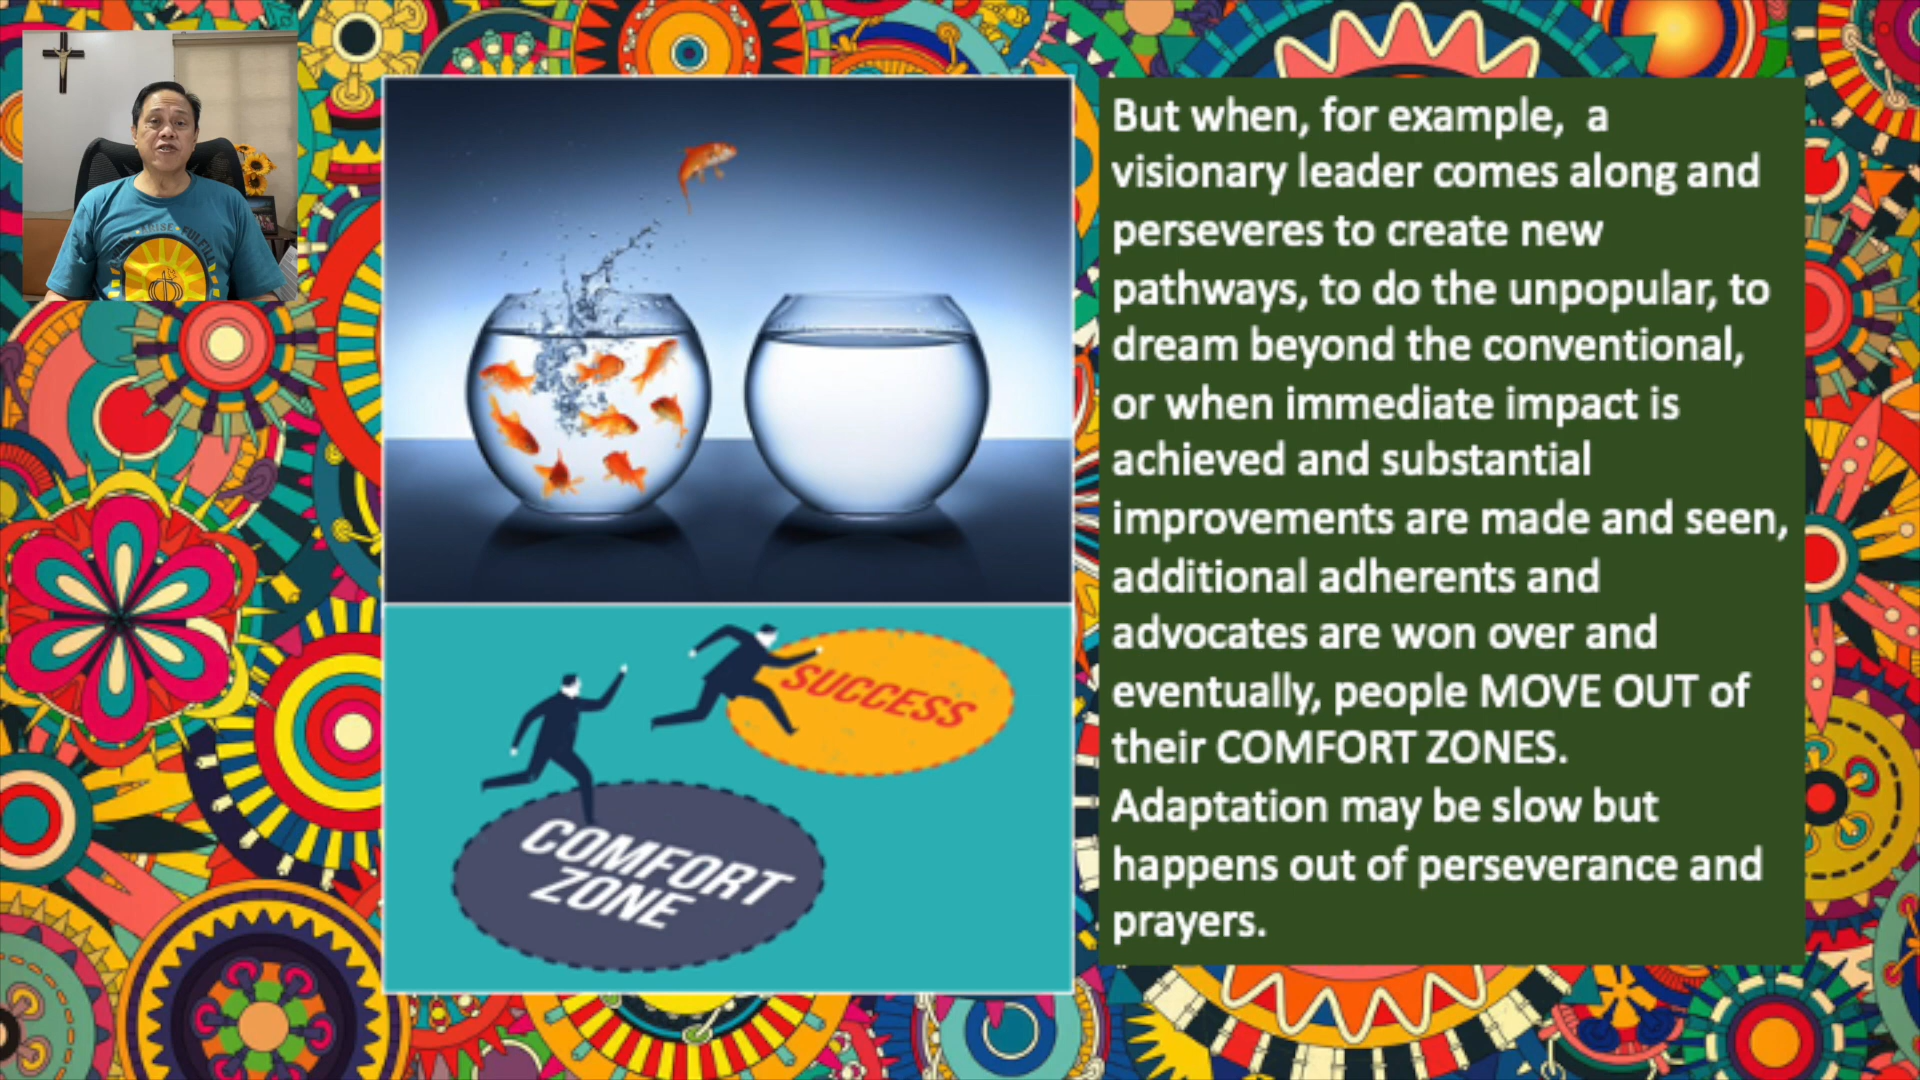 ARISE FULFILL
But when, for example, a
visionary leader comes along and
perseveres to create new
pathways, to do the unpopular, to
dream beyond the conventional,
or when immediate impact is
achieved and substantial
improvements are made and seen,
additional adherents and
advocates are won over and
eventually, people MOVE OUT of
their COMFORT ZONES.
Adaptation may be slow but
happens out of perseverance and
prayers.
SUCCESS
COMFORT
ZONE